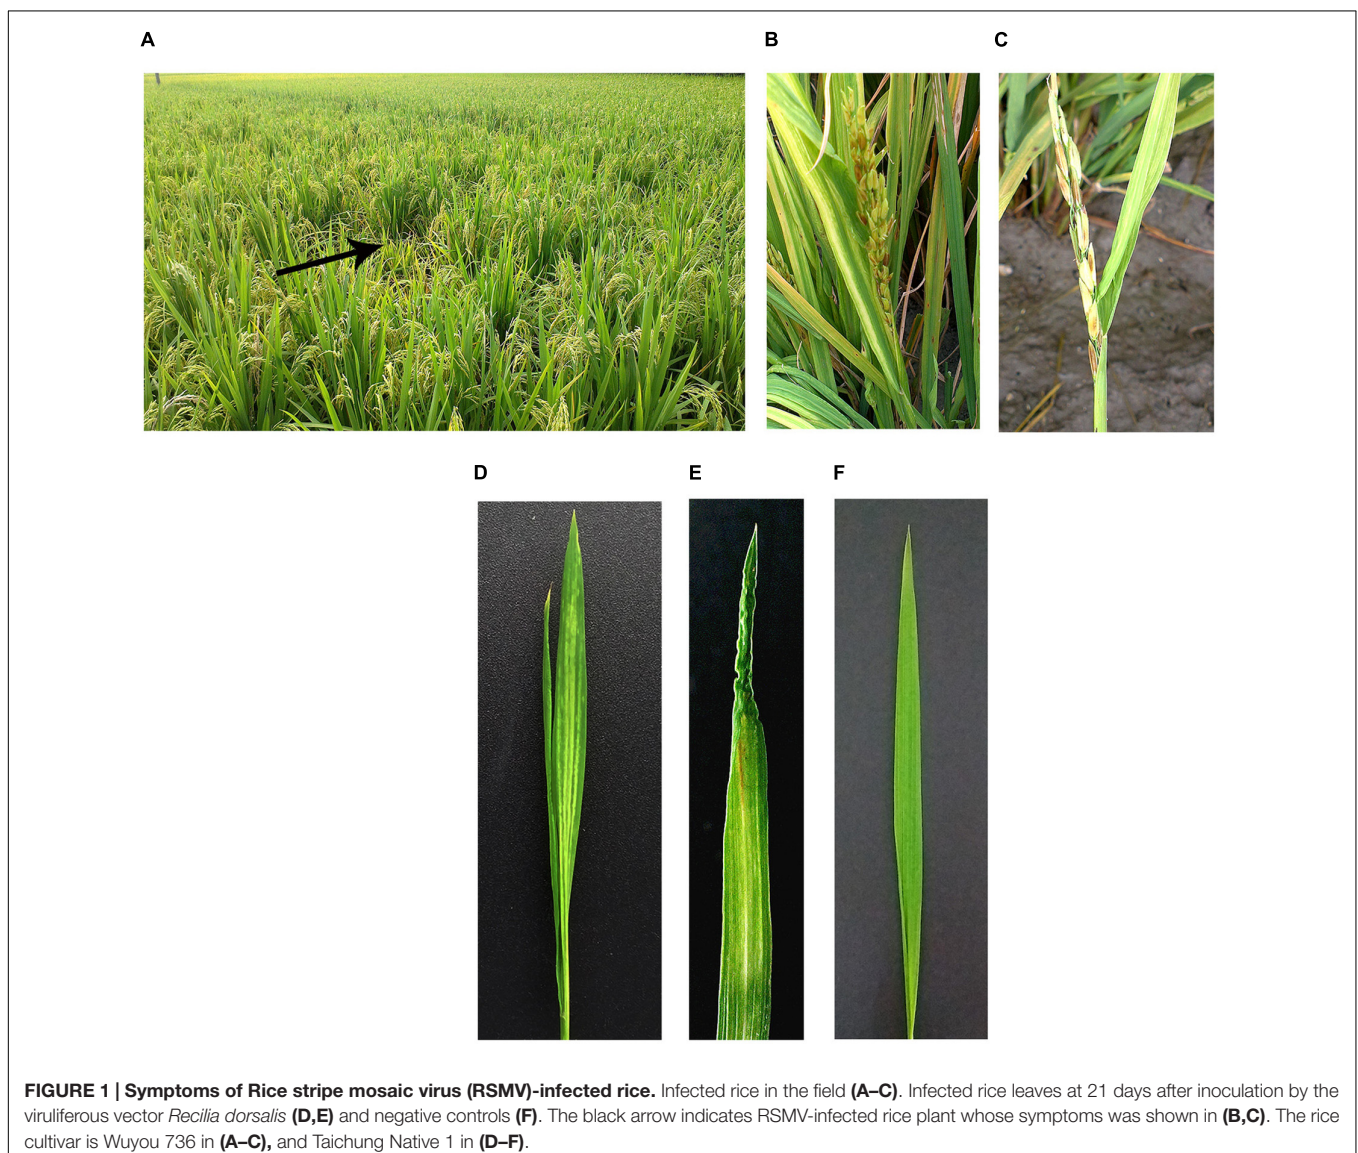 A
B
C
D
E
F
FIGURE 1 | Symptoms of Rice stripe mosaic virus (RSMV)-infected rice. Infected rice in the field (A–C). Infected rice leaves at 21 days after inoculation by the
viruliferous vector Recilia dorsalis (D,E) and negative controls (F). The black arrow indicates RSMV-infected rice plant whose symptoms was shown in (B,C). The rice
cultivar is Wuyou 736 in (A–C), and Taichung Native 1 in (D–F).